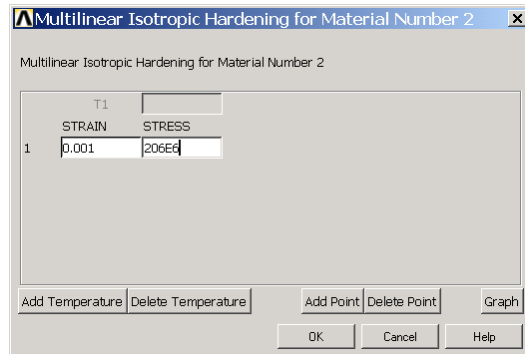 Multilinear Isotropic Hardening for Material Number 2
Multilinear Isotropic Hardening for Material Number 2
T1
STRAIN STRESS
1 0.001 206E6
Add Temperature Delete Temperature Add Point Delete Point Graph
OK Cancel Help